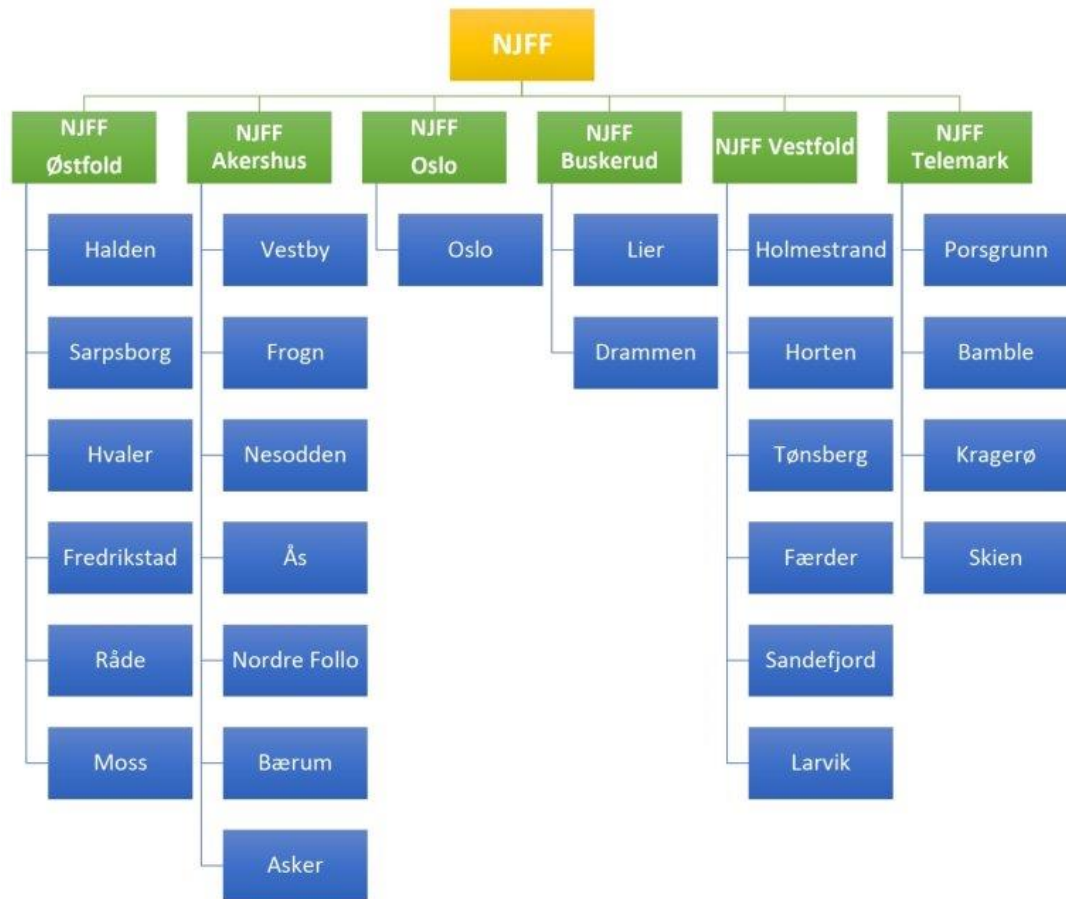 NJFF
NJFF
Østfold
Halden
Sarpsborg
Hvaler
Fredrikstad
Råde
Moss
NJFF
Akershus
Vestby
Frogn
Nesodden
Ås
Nordre Follo
Bærum
Asker
NJFF
Oslo
Oslo
NJFF
Buskerud
Lier
Drammen
NJFF Vestfold
Holmestrand
Horten
Tønsberg
Færder
Sandefjord
Larvik
NJFF
Telemark
Porsgrunn
Bamble
Kragerø
Skien